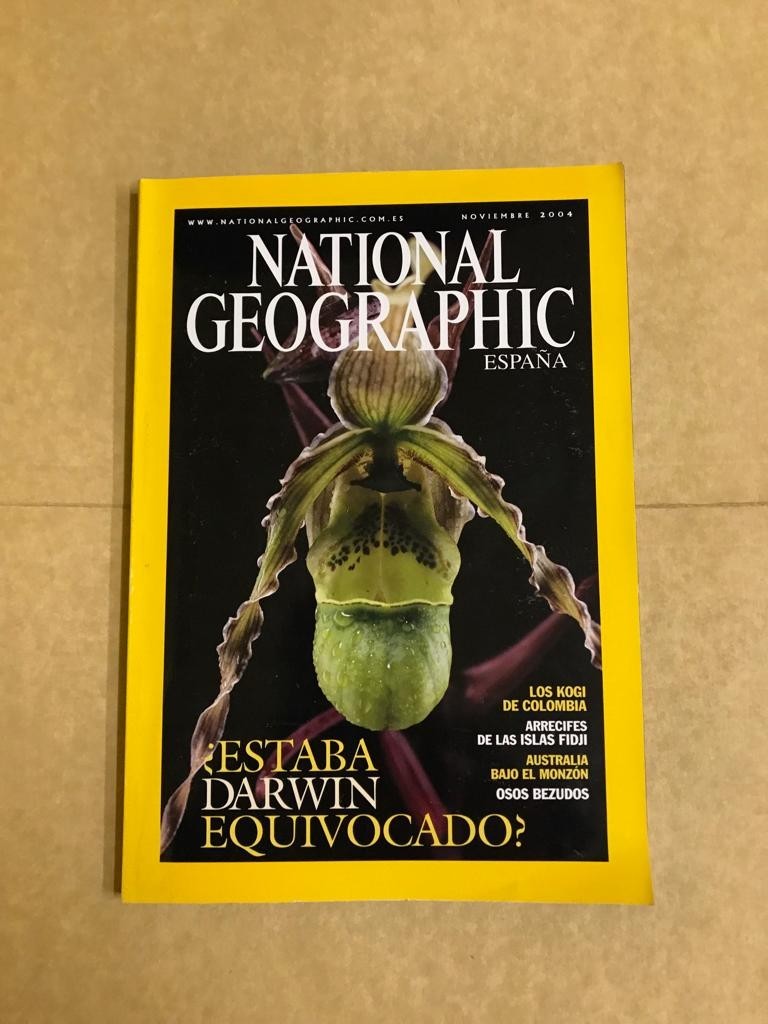 WWW.NATIONALGEOGRAPHIC.COM.ES
NOVIEMBRE 2004
NATIONAL
GEOGRAPHIC
ESPAÑA
LOS KOGI
DE COLOMBIA
ARRECIFES
DE LAS ISLAS FIDJI
AUSTRALIA
BAJO EL MONZÓN
OSOS BEZUDOS
¿ESTABA
DARWIN
EQUIVOCADO?